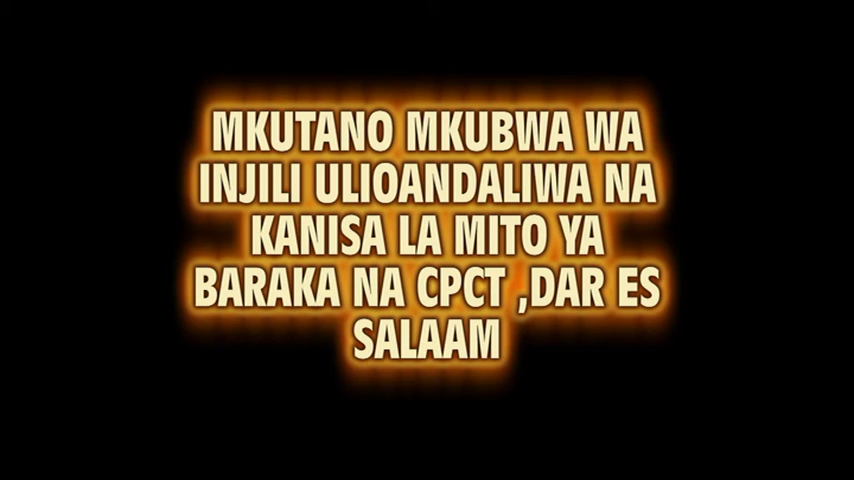 MKUTANO MKUBWA WA
INJILI ULIOANDALIWA NA
KANISA LA MITO YA
BARAKA NA CPCT ,DAR ES
SALAAM